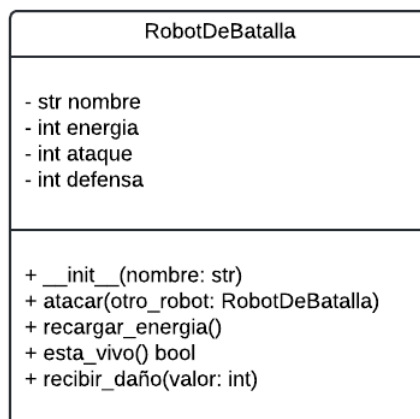 RobotDeBatalla
- str nombre
- int energia
- int ataque
- int defensa
+ __init__(nombre: str)
+ atacar(otro_robot: RobotDeBatalla)
+ recargar_energia()
+ esta_vivo() bool
+ recibir_daño(valor: int)